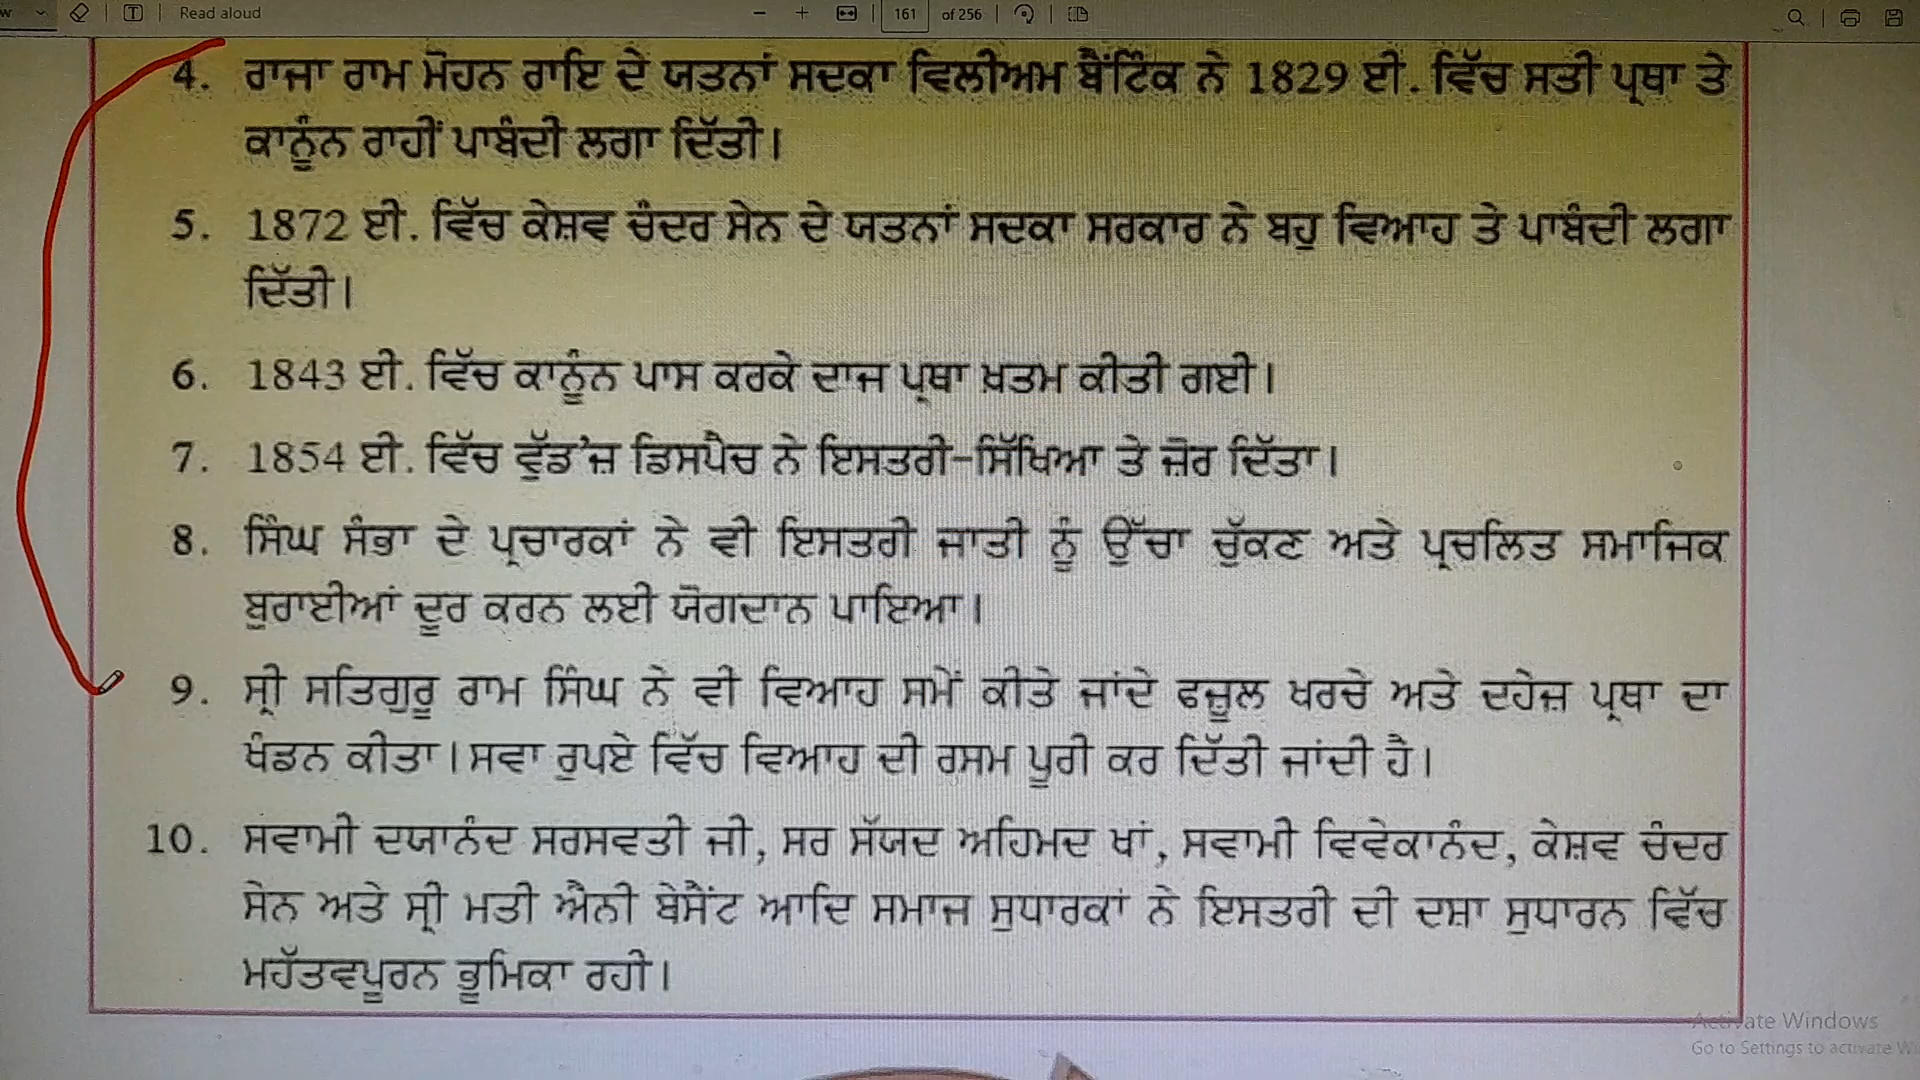 Read aloud
161 of 256
4. ਰਾਜਾ ਰਾਮ ਮੋਹਨ ਰਾਇ ਦੇ ਯਤਨਾਂ ਸਦਕਾ ਵਿਲੀਅਮ ਬੈਂਟਿੰਕ ਨੇ 1829 ਈ. ਵਿੱਚ ਸਤੀ ਪ੍ਰਥਾ ਤੇ
ਕਾਨੂੰਨ ਰਾਹੀਂ ਪਾਬੰਦੀ ਲਗਾ ਦਿੱਤੀ।
5. 1872 ਈ. ਵਿੱਚ ਕੇਸ਼ਵ ਚੰਦਰ ਸੇਨ ਦੇ ਯਤਨਾਂ ਸਦਕਾ ਸਰਕਾਰ ਨੇ ਬਹੁ ਵਿਆਹ ਤੇ ਪਾਬੰਦੀ ਲਗਾ
ਦਿੱਤੀ।
6. 1843 ਈ. ਵਿੱਚ ਕਾਨੂੰਨ ਪਾਸ ਕਰਕੇ ਦਾਜ ਪ੍ਰਥਾ ਖ਼ਤਮ ਕੀਤੀ ਗਈ।
7. 1854 ਈ. ਵਿੱਚ ਵੁੱਡ'ਜ਼ ਡਿਸਪੈਚ ਨੇ ਇਸਤਰੀ-ਸਿੱਖਿਆ ਤੇ ਜ਼ੋਰ ਦਿੱਤਾ।
8. ਸਿੰਘ ਸੰਭਾ ਦੇ ਪ੍ਰਚਾਰਕਾਂ ਨੇ ਵੀ ਇਸਤਰੀ ਜਾਤੀ ਨੂੰ ਉੱਚਾ ਚੁੱਕਣ ਅਤੇ ਪ੍ਰਚਲਿਤ ਸਮਾਜਿਕ
ਬੁਰਾਈਆਂ ਦੂਰ ਕਰਨ ਲਈ ਯੋਗਦਾਨ ਪਾਇਆ।
9. ਸ੍ਰੀ ਸਤਿਗੁਰੂ ਰਾਮ ਸਿੰਘ ਨੇ ਵੀ ਵਿਆਹ ਸਮੇਂ ਕੀਤੇ ਜਾਂਦੇ ਫਜ਼ੂਲ ਖਰਚੇ ਅਤੇ ਦਹੇਜ਼ ਪ੍ਰਥਾ ਦਾ
ਖੰਡਨ ਕੀਤਾ। ਸਵਾ ਰੁਪਏ ਵਿੱਚ ਵਿਆਹ ਦੀ ਰਸਮ ਪੂਰੀ ਕਰ ਦਿੱਤੀ ਜਾਂਦੀ ਹੈ।
10. ਸਵਾਮੀ ਦਯਾਨੰਦ ਸਰਸਵਤੀ ਜੀ, ਸਰ ਸੱਯਦ ਅਹਿਮਦ ਖਾਂ, ਸਵਾਮੀ ਵਿਵੇਕਾਨੰਦ, ਕੇਸ਼ਵ ਚੰਦਰ
ਸੇਨ ਅਤੇ ਸ੍ਰੀ ਮਤੀ ਐਨੀ ਬੇਸੈਂਟ ਆਦਿ ਸਮਾਜ ਸੁਧਾਰਕਾਂ ਨੇ ਇਸਤਰੀ ਦੀ ਦਸ਼ਾ ਸੁਧਾਰਨ ਵਿੱਚ
ਮਹੱਤਵਪੂਰਨ ਭੂਮਿਕਾ ਰਹੀ।
Activate Windows
Go to Settings to activate